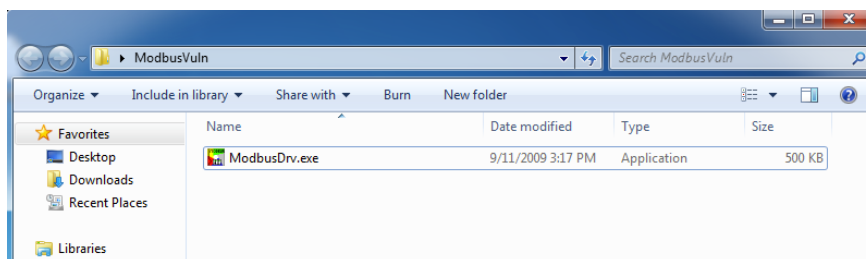 ModbusVuln
Search ModbusVuln
Organize Include in library Share with Burn New folder
Favorites
Desktop
Downloads
Recent Places
Libraries
Name Date modified Type Size
ModbusDrv.exe 9/11/2009 3:17 PM Application 500 KB